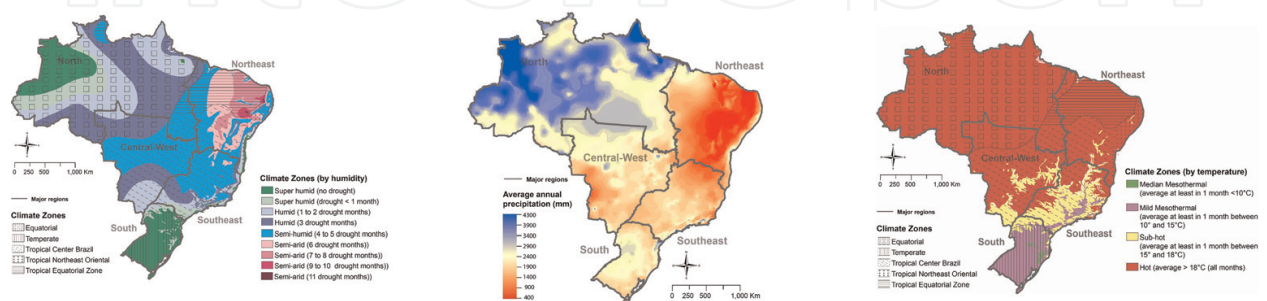 North
Northeast
Central-West
Southeast
South
0 250 500 1,000 Km
Major regions
Climate Zones
Equatorial
Temperate
Tropical Center Brazil
Tropical Northeast Oriental
Tropical Equatorial Zone
Climate Zones (by humidity)
Super humid (no drought)
Super humid (drought < 1 month)
Humid (1 to 2 drought months)
Humid (3 drought months)
Semi-humid (4 to 5 drought months)
Semi-arid (6 drought months))
Semi-arid (7 to 8 drought months))
Semi-arid (9 to 10 drought months))
Semi-arid (11 drought months))
North
Northeast
Central-West
Southeast
South
Major regions
Average annual
precipitation (mm)
4300
3900
3400
2900
2400
1900
1400
900
400
0 250 500 1,000 Km
North
Northeast
Central-West
Southeast
South
0 250 500 1,000 Km
Major regions
Climate Zones
Equatorial
Temperate
Tropical Center Brazil
Tropical Northeast Oriental
Tropical Equatorial Zone
Climate Zones (by temperature)
Median Mesothermal
(average at least in 1 month <10°C)
Mild Mesothermal
(average at least in 1 month between
10° and 15°C)
Sub-hot
(average at least in 1 month between
15° and 18°C)
Hot (average > 18°C (all months)